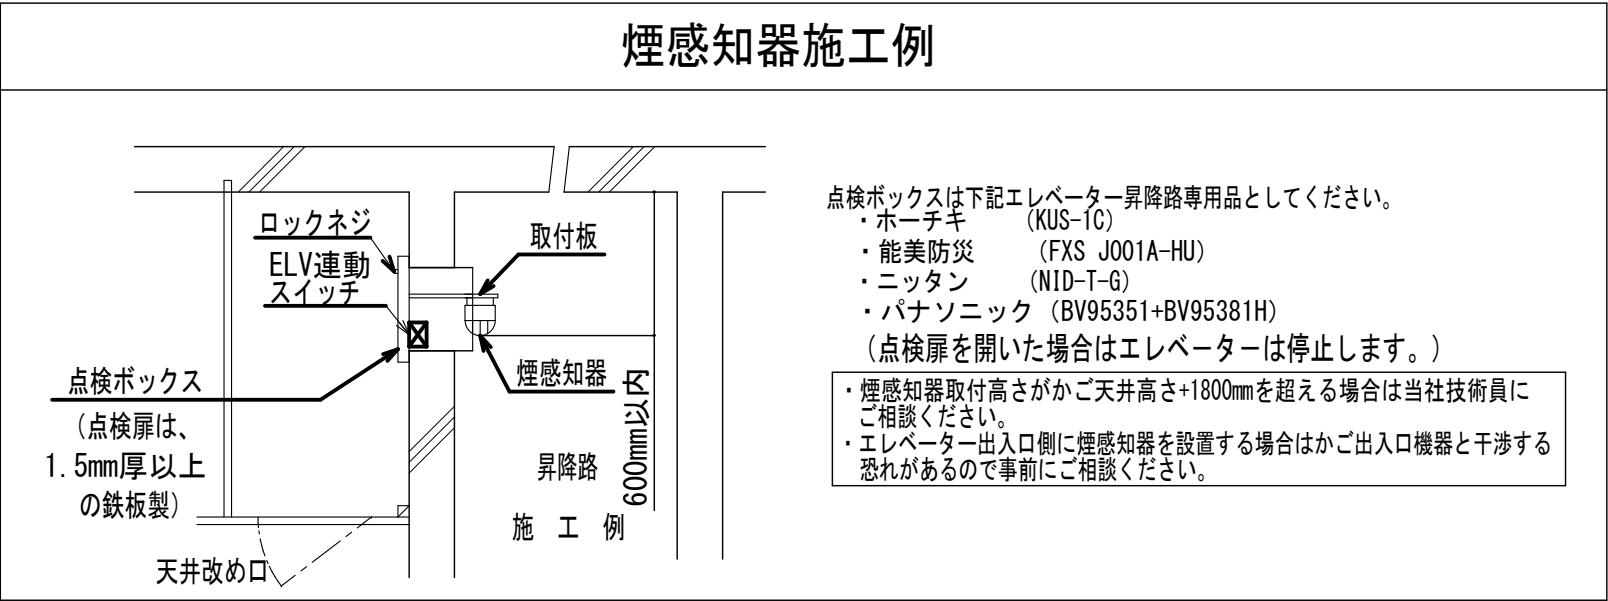 煙感知器施工例
ロックネジ
ELV連動
スイッチ
取付板
点検ボックス
(点検扉は、
1.5mm厚以上
の鉄板製)
煙感知器
600mm以内
昇降路
施 工 例
天井改め口
点検ボックスは下記エレベーター昇降路専用品としてください。
・ホーチキ (KUS-1C)
・能美防災 (FXS J001A-HU)
・ニッタン (NID-T-G)
・パナソニック (BV95351+BV95381H)
(点検扉を開いた場合はエレベーターは停止します。)
・煙感知器取付高さがかご天井高さ+1800mmを超える場合は当社技術員に
ご相談ください。
・エレベーター出入口側に煙感知器を設置する場合はかご出入口機器と干渉する
恐れがあるので事前にご相談ください。